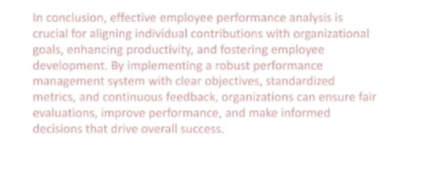 In conclusion, effective employee performance analysis is
crucial for aligning individual contributions with organizational
goals, enhancing productivity, and fostering employee
development. By implementing a robust performance
management system with clear objectives, standardized
metrics, and continuous feedback, organizations can ensure fair
evaluations, improve performance, and make informed
decisions that drive overall success.